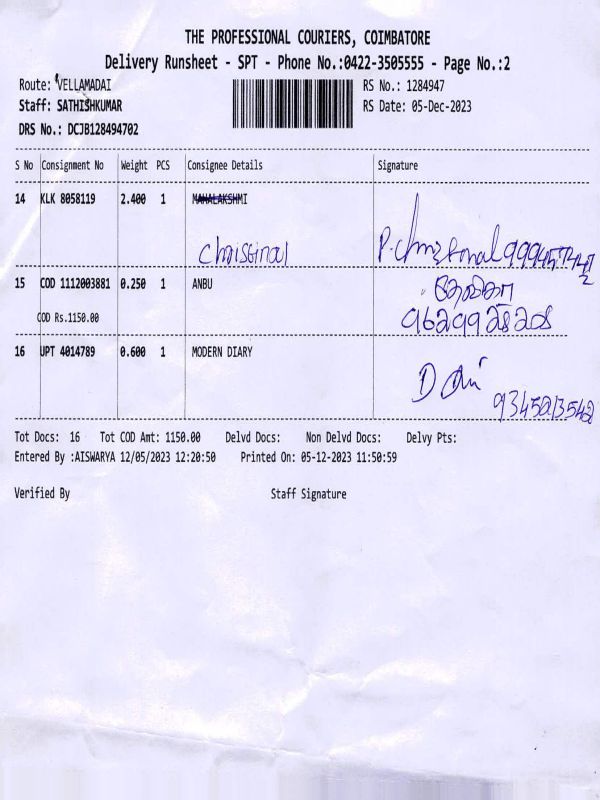 THE PROFESSIONAL COURIERS, COIMBATORE
Delivery Runsheet - SPT - Phone No.:0422-3505555 - Page No.:2
Route: VELLAMADAI
RS No.: 1284947
Staff: SATHISHKUMAR
RS Date: 05-Dec-2023
DRS No.: DCJB128494702
S No Consignment No Weight PCS Consignee Details Signature
14 KLK 8058119 2.400 1 MAHALAKSHMI
15 COD 1112003881 0.250 1 ANBU
COD Rs.1150.00
9629928208
16 UPT 4014789 0.600 1 MODERN DIARY
9345213542
Tot Docs: 16 Tot COD Amt: 1150.00 Delvd Docs: Non Delvd Docs: Delvy Pts:
Entered By :AISWARYA 12/05/2023 12:20:50 Printed On: 05-12-2023 11:50:59
Verified By Staff Signature